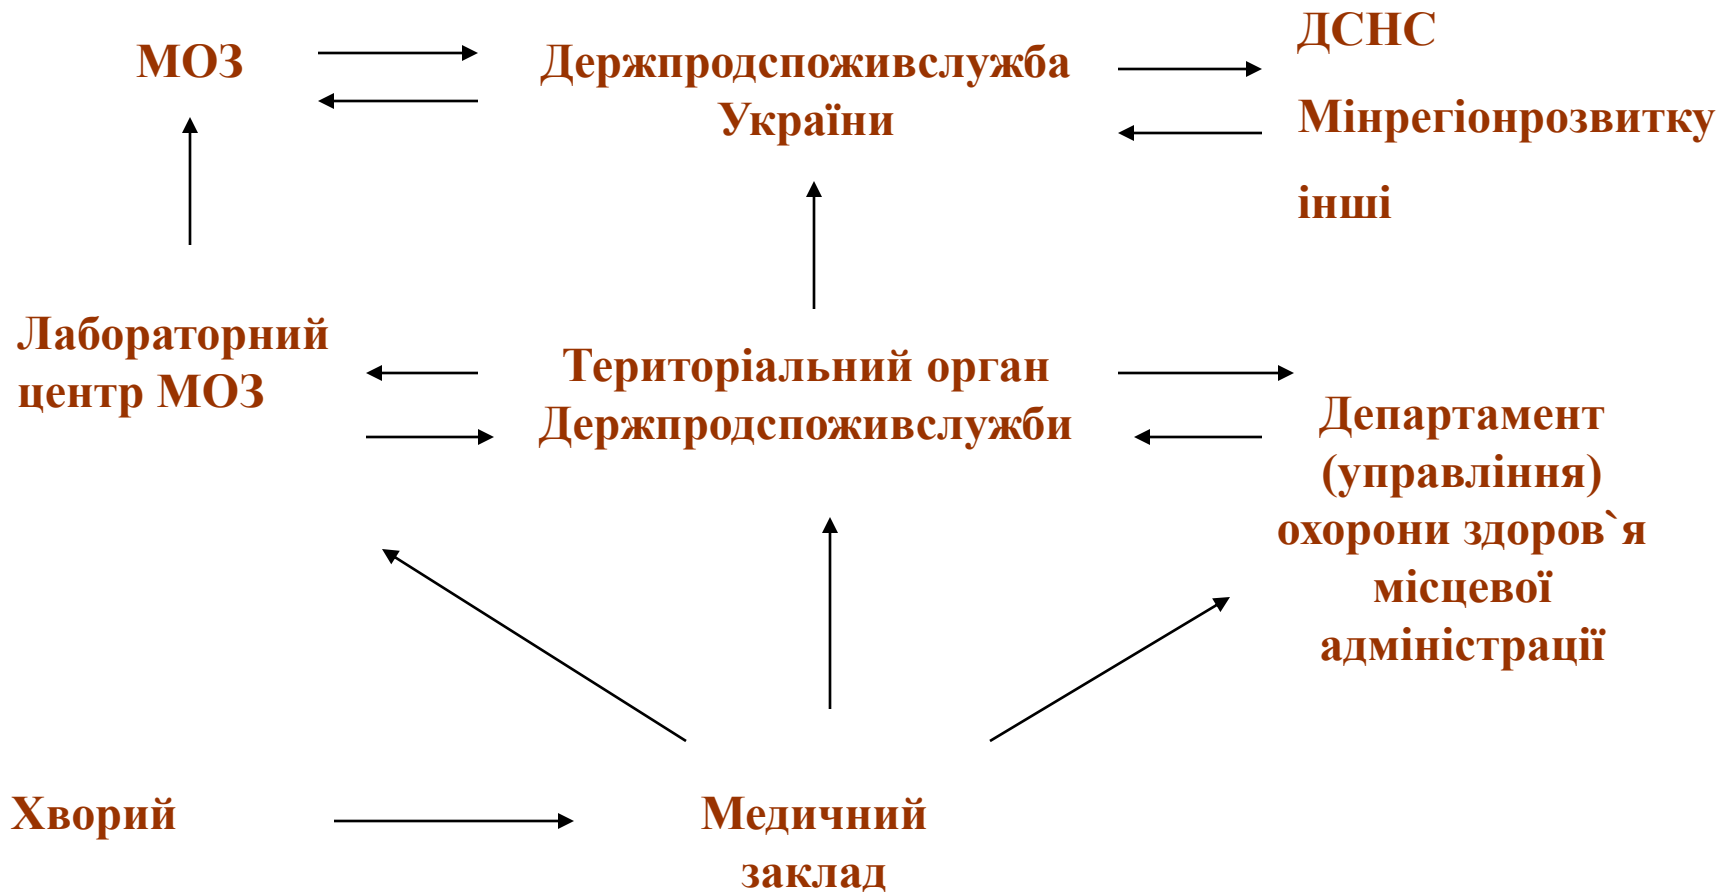 МОЗ
Держпродспоживслужба
України
ДСНС
Мінрегіонрозвитку
інші
Лабораторний
центр МОЗ
Територіальний орган
Держпродспоживслужби
Департамент
(управління)
охорони здоров`я
місцевої
адміністрації
Хворий
Медичний
заклад